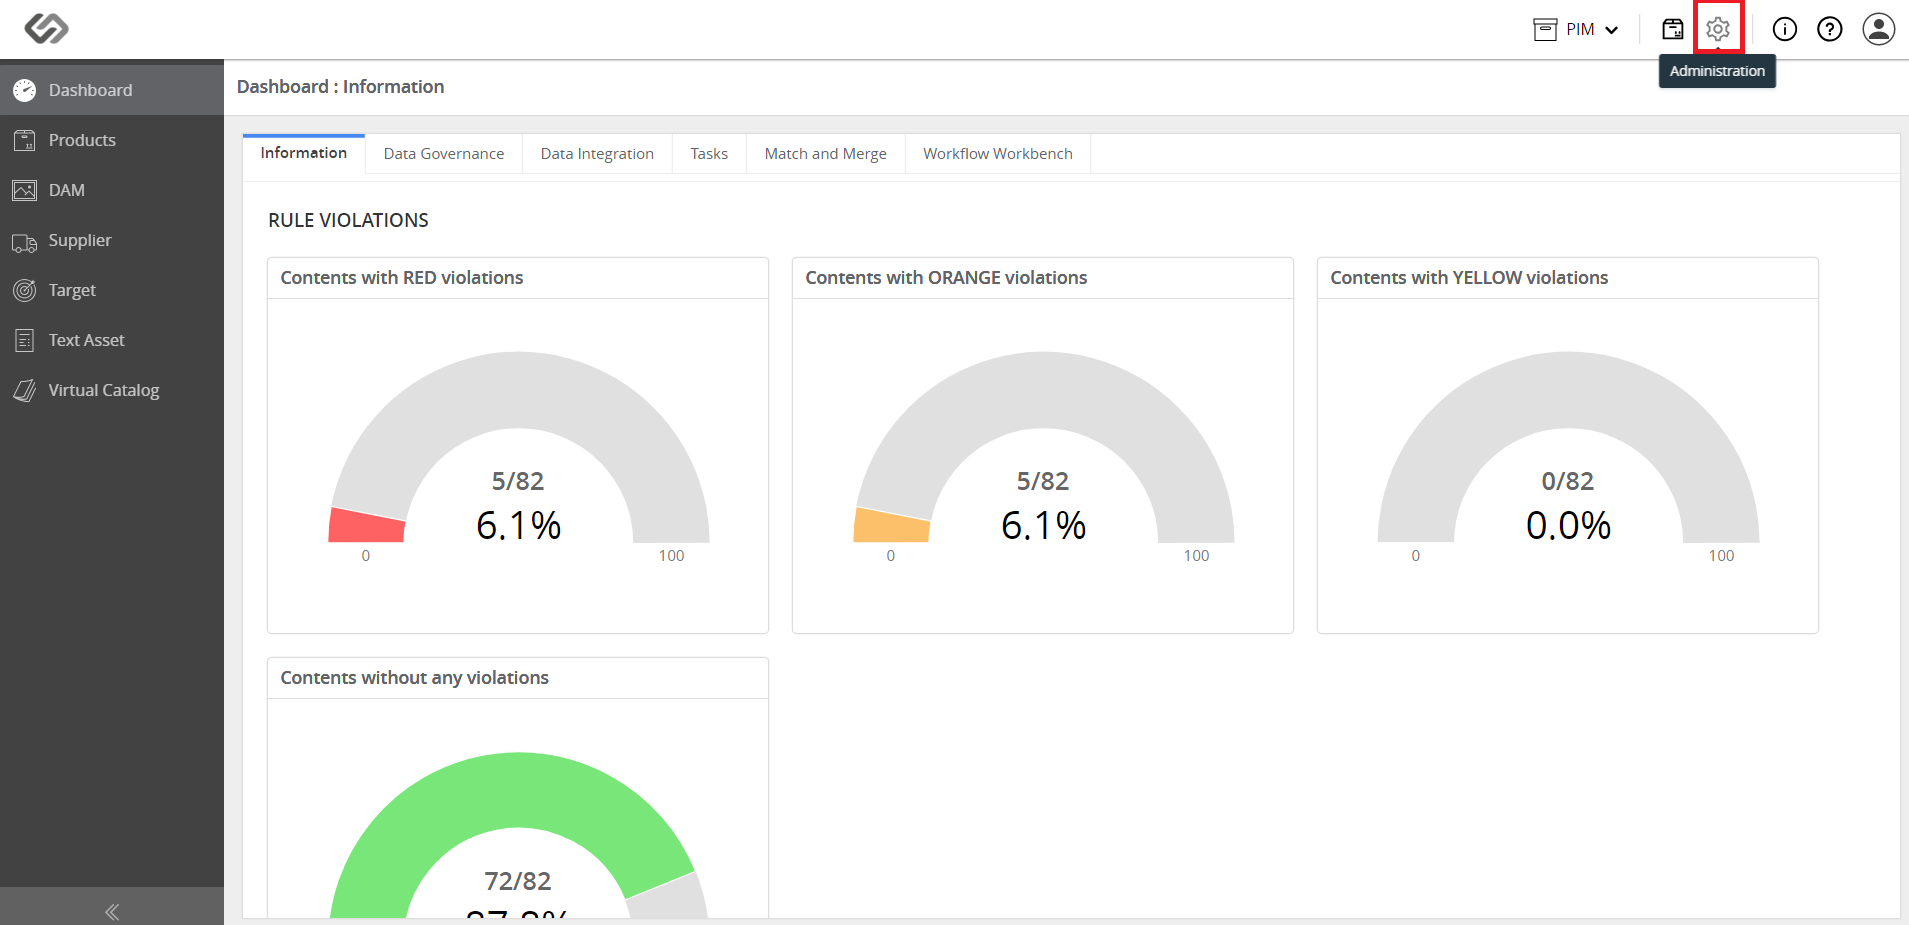 PIM
Administration
Dashboard
Products
DAM
Supplier
Target
Text Asset
Virtual Catalog
Dashboard : Information
Information
Data Governance
Data Integration
Tasks
Match and Merge
Workflow Workbench
RULE VIOLATIONS
Contents with RED violations
5/82
6.1%
0
100
Contents with ORANGE violations
5/82
6.1%
0
100
Contents with YELLOW violations
0/82
0.0%
0
100
Contents without any violations
72/82